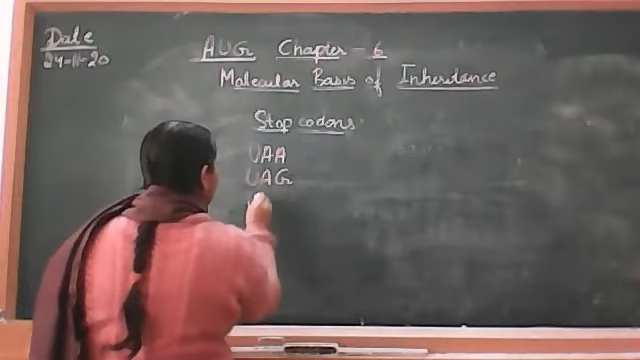 Date
24-11-20
AUG Chapter - 6
Molecular Basis of Inheritance
Stop codons
UAA
UAG